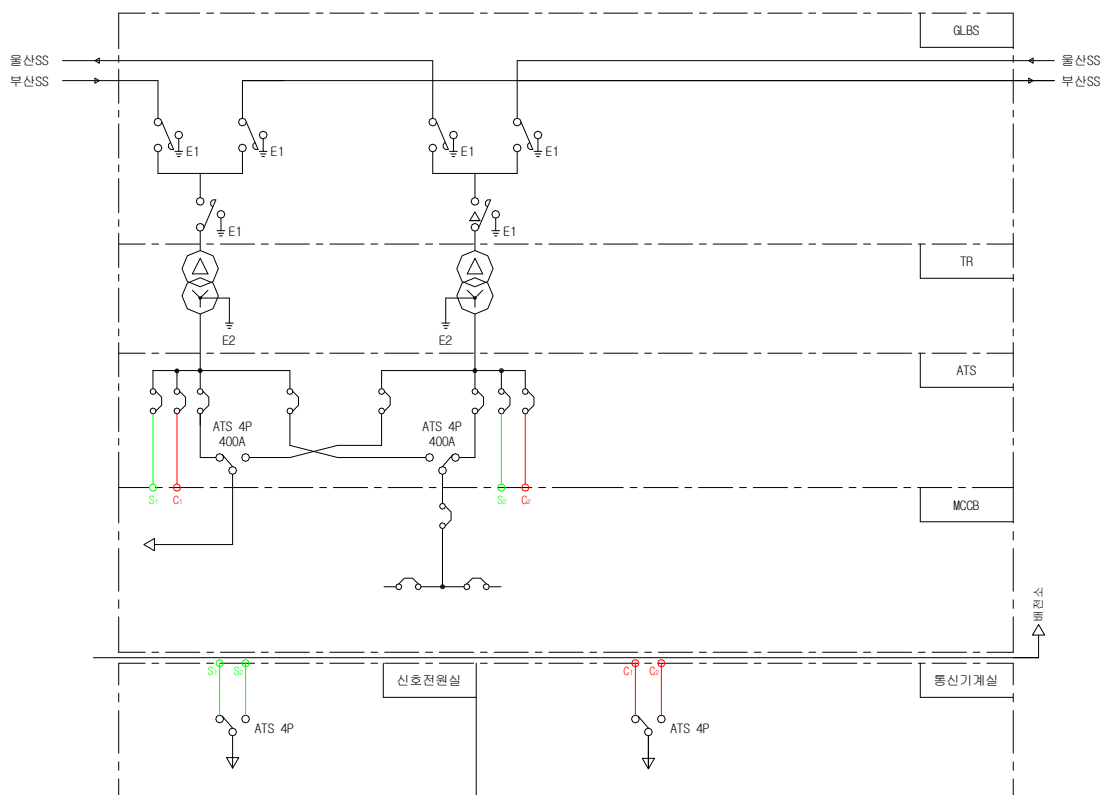 GLBS
울산SS
울산SS
부산SS
부산SS
E1
E1
E1
E1
E1
E1
TR
E2
E2
ATS
ATS 4P
400A
ATS 4P
400A
S1
C1
S2
C2
MCCB
배전소
S1
S2
C1
C2
신호전원실
통신기계실
ATS 4P
ATS 4P